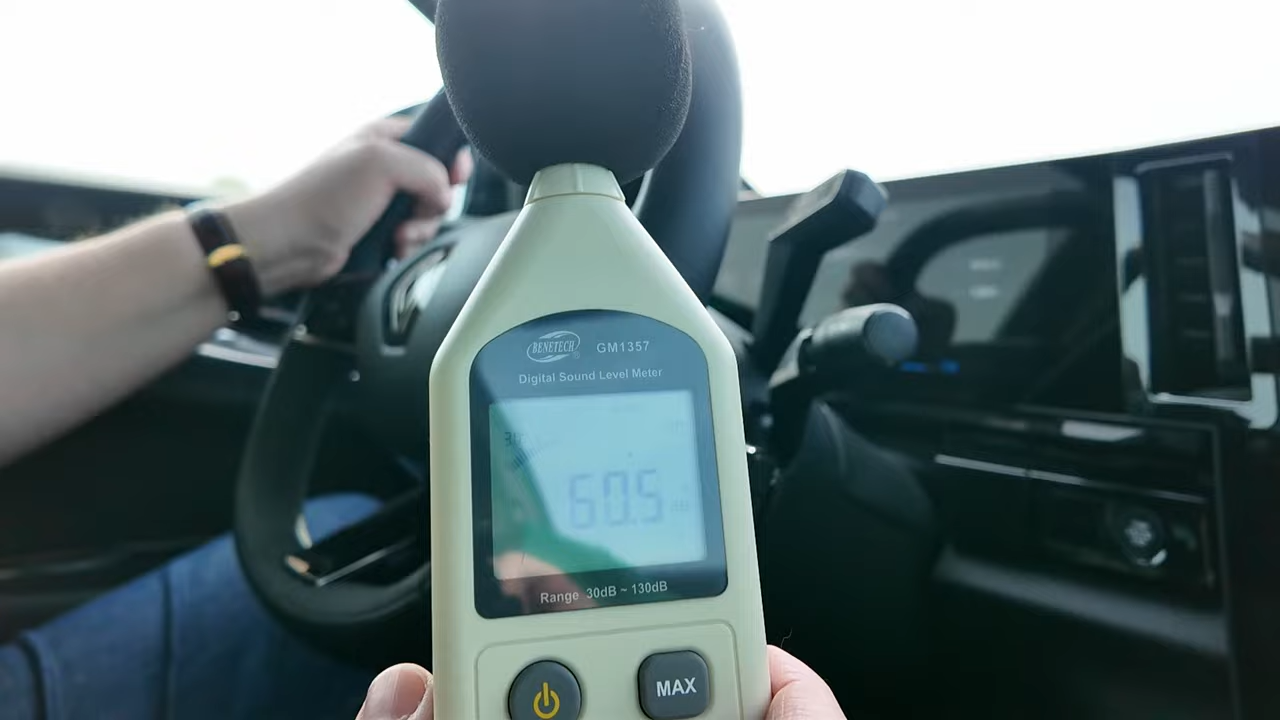 BENETECH
GM1357
Digital Sound Level Meter
60.5
Range 30dB ~ 130dB
MAX